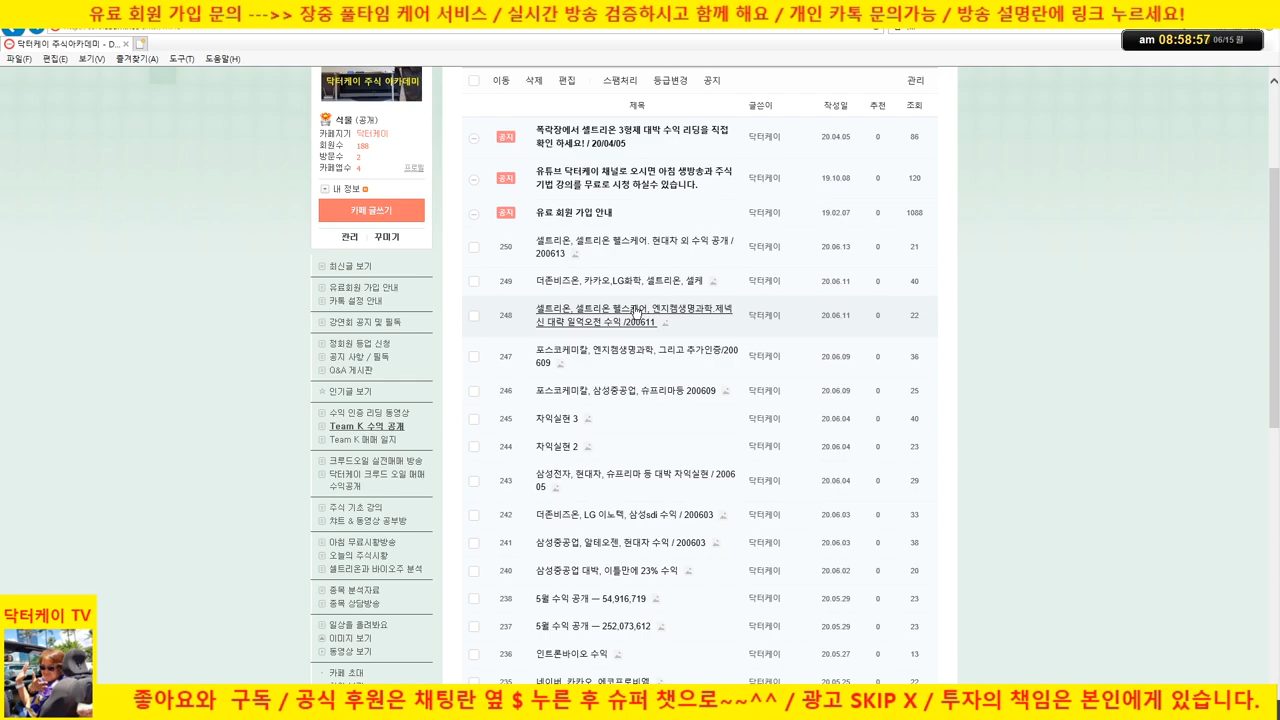 유료 회원 가입 문의 --->> 장중 풀타임 케어 서비스 / 실시간 방송 검증하시고 함께 해요 / 개인 카톡 문의가능 / 방송 설명란에 링크 누르세요!
am 08:58:57 06/15 월
닥터케이 주식아카데미 - D...
파일(F) 편집(E) 보기(V) 즐겨찾기(A) 도구(T) 도움말(H)
닥터케이 주식 아카데미
석물 (공개)
카페지기 닥터케이
회원수 188
방문수 2
카페앱수 4 프로필
내 정보
카페 글쓰기
관리 꾸미기
최신글 보기
유료회원 가입 안내
카톡 설정 안내
강연회 공지 및 필독
정회원 등업 신청
공지 사항 / 필독
Q&A 게시판
인기글 보기
수익 인증 리딩 동영상
Team K 수익 공개
Team K 매매 일지
크루드오일 실전매매 방송
닥터케이 크루드 오일 매매
수익공개
주식 기초 강의
챠트 & 동영상 공부방
아침 무료시황방송
오늘의 주식시황
셀트리온과 바이오주 분석
종목 분석자료
종목 상담방송
일상을 올려봐요
이미지 보기
동영상 보기
카페 초대
이동 삭제 편집 스팸처리 등급변경 공지 관리
제목 글쓴이 작성일 추천 조회
공지 폭락장에서 셀트리온 3형제 대박 수익 리딩을 직접 닥터케이 20.04.05 0 86
확인 하세요! / 20/04/05
공지 유튜브 닥터케이 채널로 오시면 아침 생방송과 주식 닥터케이 19.10.08 0 120
기법 강의를 무료로 시청 하실수 있습니다.
공지 유료 회원 가입 안내 닥터케이 19.02.07 0 1088
250 셀트리온, 셀트리온 헬스케어. 현대차 외 수익 공개 / 닥터케이 20.06.13 0 21
200613
249 더존비즈온, 카카오,LG화학, 셀트리온, 셀케 닥터케이 20.06.11 0 40
248 셀트리온, 셀트리온 헬스케어, 엔지켐생명과학.제넥 닥터케이 20.06.11 0 22
신 대략 일억오천 수익 /200611
247 포스코케미칼, 엔지켐생명과학, 그리고 추가인증/200 닥터케이 20.06.09 0 36
609
246 포스코케미칼, 삼성중공업, 슈프리마등 200609 닥터케이 20.06.09 0 25
245 자익실현 3 닥터케이 20.06.04 0 40
244 자익실현 2 닥터케이 20.06.04 0 23
243 삼성전자, 현대차, 슈프리마 등 대박 자익실현 / 2006 닥터케이 20.06.04 0 29
05
242 더존비즈온, LG 이노텍, 삼성sdi 수익 / 200603 닥터케이 20.06.03 0 33
241 삼성중공업, 알테오젠, 현대차 수익 / 200603 닥터케이 20.06.03 0 38
240 삼성중공업 대박, 이틀만에 23% 수익 닥터케이 20.06.02 0 20
238 5월 수익 공개 — 54,916,719 닥터케이 20.05.29 0 23
237 5월 수익 공개 — 252,073,612 닥터케이 20.05.29 0 23
236 인트론바이오 수익 닥터케이 20.05.27 0 13
235 네이버, 카카오, 에코프로비엘 닥터케이 20.05.27 0 22
닥터케이 TV
좋아요와 구독 / 공식 후원은 채팅란 옆 $ 누른 후 슈퍼 챗으로~~^^ / 광고 SKIP X / 투자의 책임은 본인에게 있습니다.